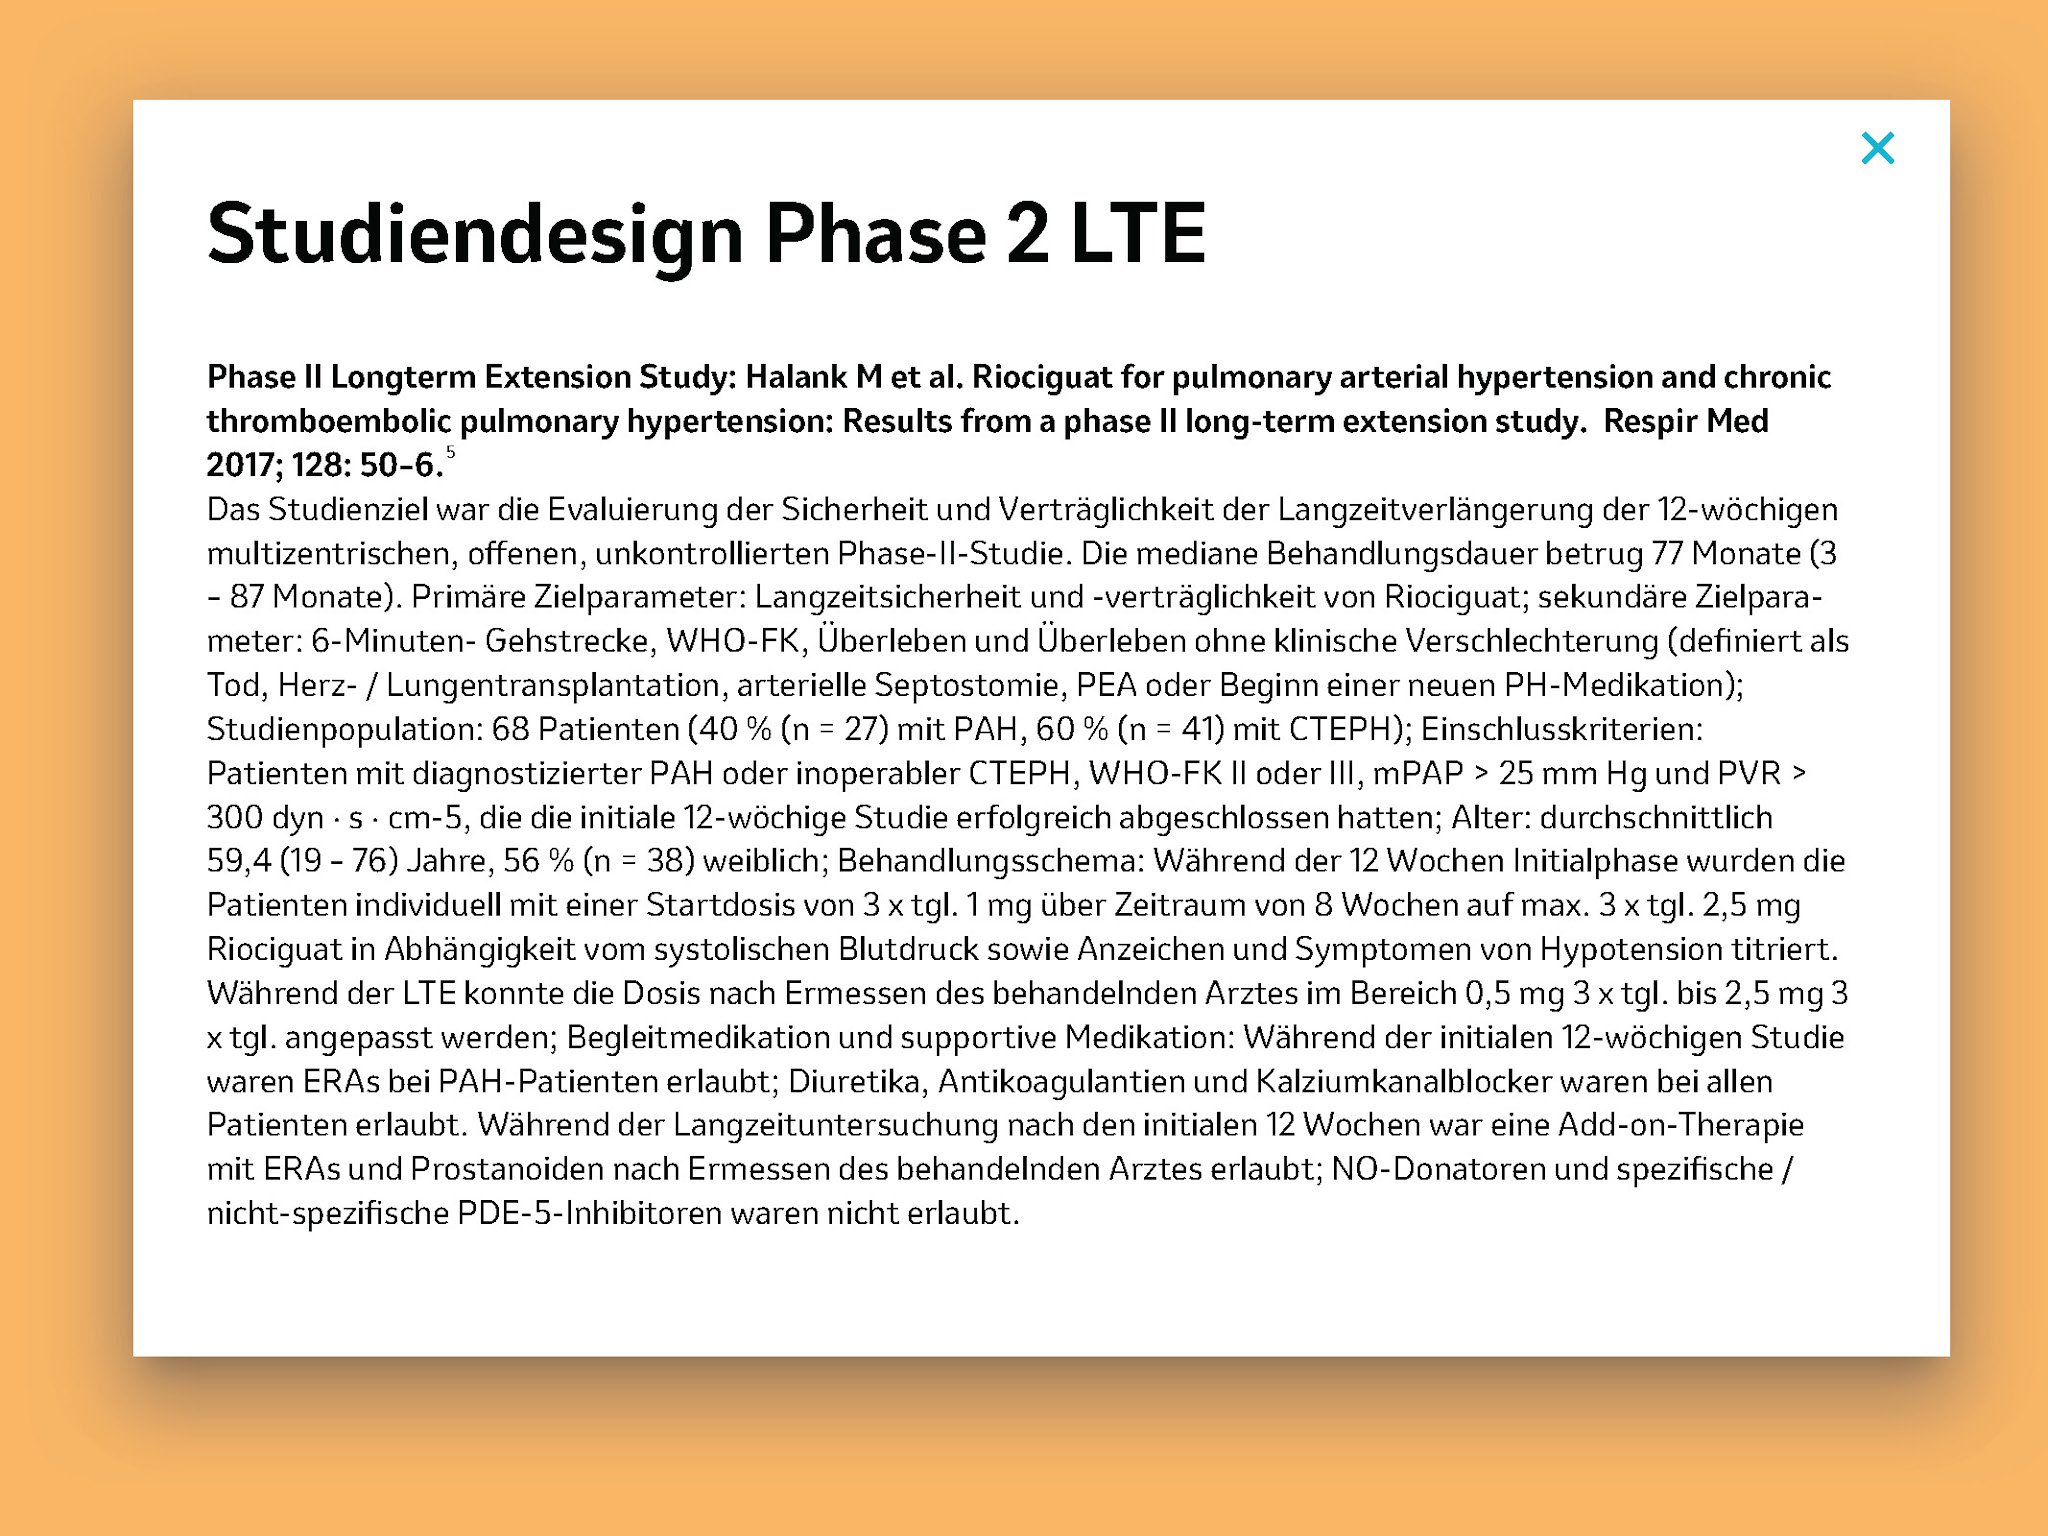 Studiendesign Phase 2 LTE
Phase II Longterm Extension Study: Halank M et al. Riociguat for pulmonary arterial hypertension and chronic
thromboembolic pulmonary hypertension: Results from a phase II long-term extension study.  Respir Med
2017; 128: 50–6.⁵
Das Studienziel war die Evaluierung der Sicherheit und Verträglichkeit der Langzeitverlängerung der 12-wöchigen
multizentrischen, offenen, unkontrollierten Phase-II-Studie. Die mediane Behandlungsdauer betrug 77 Monate (3
– 87 Monate). Primäre Zielparameter: Langzeitsicherheit und -verträglichkeit von Riociguat; sekundäre Zielpara-
meter: 6-Minuten- Gehstrecke, WHO-FK, Überleben und Überleben ohne klinische Verschlechterung (definiert als
Tod, Herz- / Lungentransplantation, arterielle Septostomie, PEA oder Beginn einer neuen PH-Medikation);
Studienpopulation: 68 Patienten (40 % (n = 27) mit PAH, 60 % (n = 41) mit CTEPH); Einschlusskriterien:
Patienten mit diagnostizierter PAH oder inoperabler CTEPH, WHO-FK II oder III, mPAP > 25 mm Hg und PVR >
300 dyn · s · cm-5, die die initiale 12-wöchige Studie erfolgreich abgeschlossen hatten; Alter: durchschnittlich
59,4 (19 – 76) Jahre, 56 % (n = 38) weiblich; Behandlungsschema: Während der 12 Wochen Initialphase wurden die
Patienten individuell mit einer Startdosis von 3 x tgl. 1 mg über Zeitraum von 8 Wochen auf max. 3 x tgl. 2,5 mg
Riociguat in Abhängigkeit vom systolischen Blutdruck sowie Anzeichen und Symptomen von Hypotension titriert.
Während der LTE konnte die Dosis nach Ermessen des behandelnden Arztes im Bereich 0,5 mg 3 x tgl. bis 2,5 mg 3
x tgl. angepasst werden; Begleitmedikation und supportive Medikation: Während der initialen 12-wöchigen Studie
waren ERAs bei PAH-Patienten erlaubt; Diuretika, Antikoagulantien und Kalziumkanalblocker waren bei allen
Patienten erlaubt. Während der Langzeituntersuchung nach den initialen 12 Wochen war eine Add-on-Therapie
mit ERAs und Prostanoiden nach Ermessen des behandelnden Arztes erlaubt; NO-Donatoren und spezifische /
nicht-spezifische PDE-5-Inhibitoren waren nicht erlaubt.